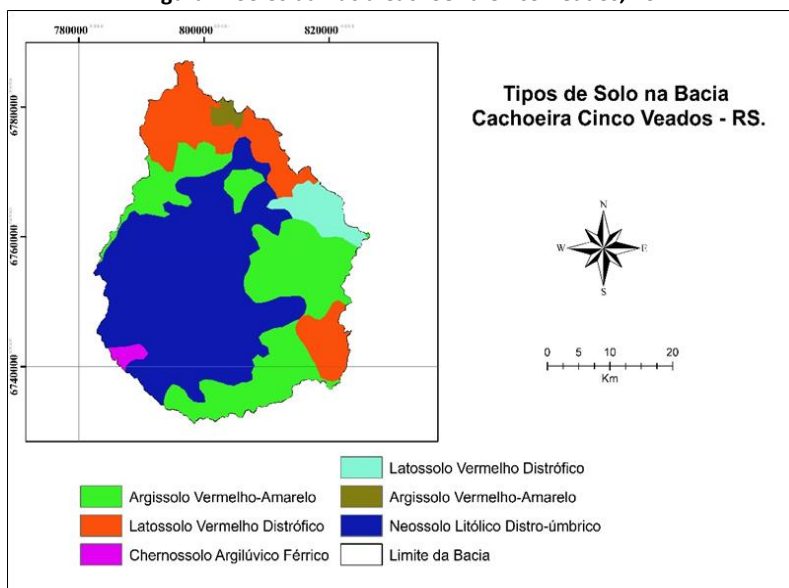 780000 800000 820000
6780000
6760000
6740000
Tipos de Solo na Bacia
Cachoeira Cinco Veados - RS.
N
W E
S
0 5 10 20
Km
Latossolo Vermelho Distrófico
Argissolo Vermelho-Amarelo
Argissolo Vermelho-Amarelo
Latossolo Vermelho Distrófico
Neossolo Litólico Distro-úmbrico
Chernossolo Argilúvico Férrico
Limite da Bacia